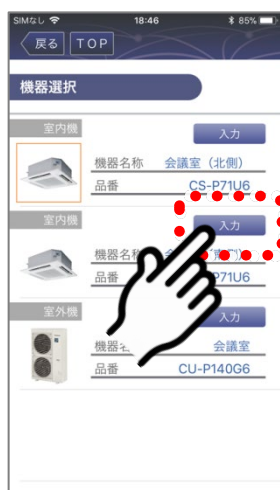 SIMなし 18:46 85%
戻る TOP
機器選択
室内機 入力
機器名称 会議室（北側）
品番 CS-P71U6
室内機 入力
機器名
P71U6
室外機 入力
機器名 会議室
品番 CU-P140G6